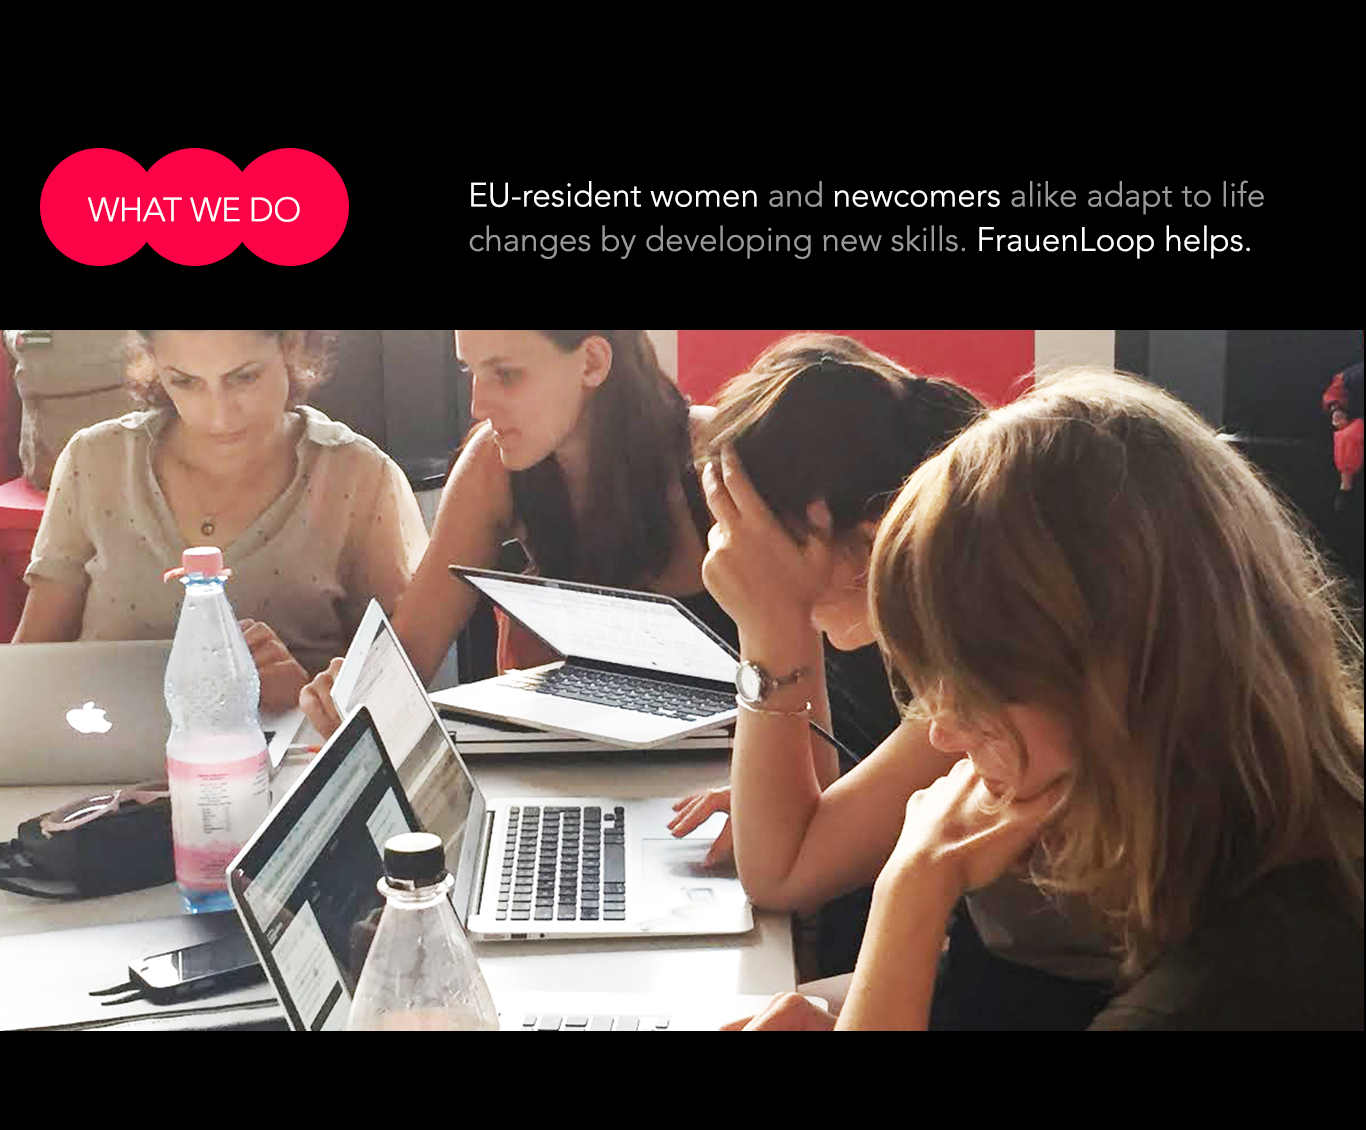 WHAT WE DO
EU-resident women and newcomers alike adapt to life
changes by developing new skills. FrauenLoop helps.